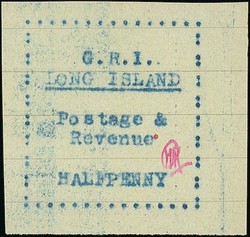 G.R.I.
LONG ISLAND
Postage &
Revenue
HALFPENNY